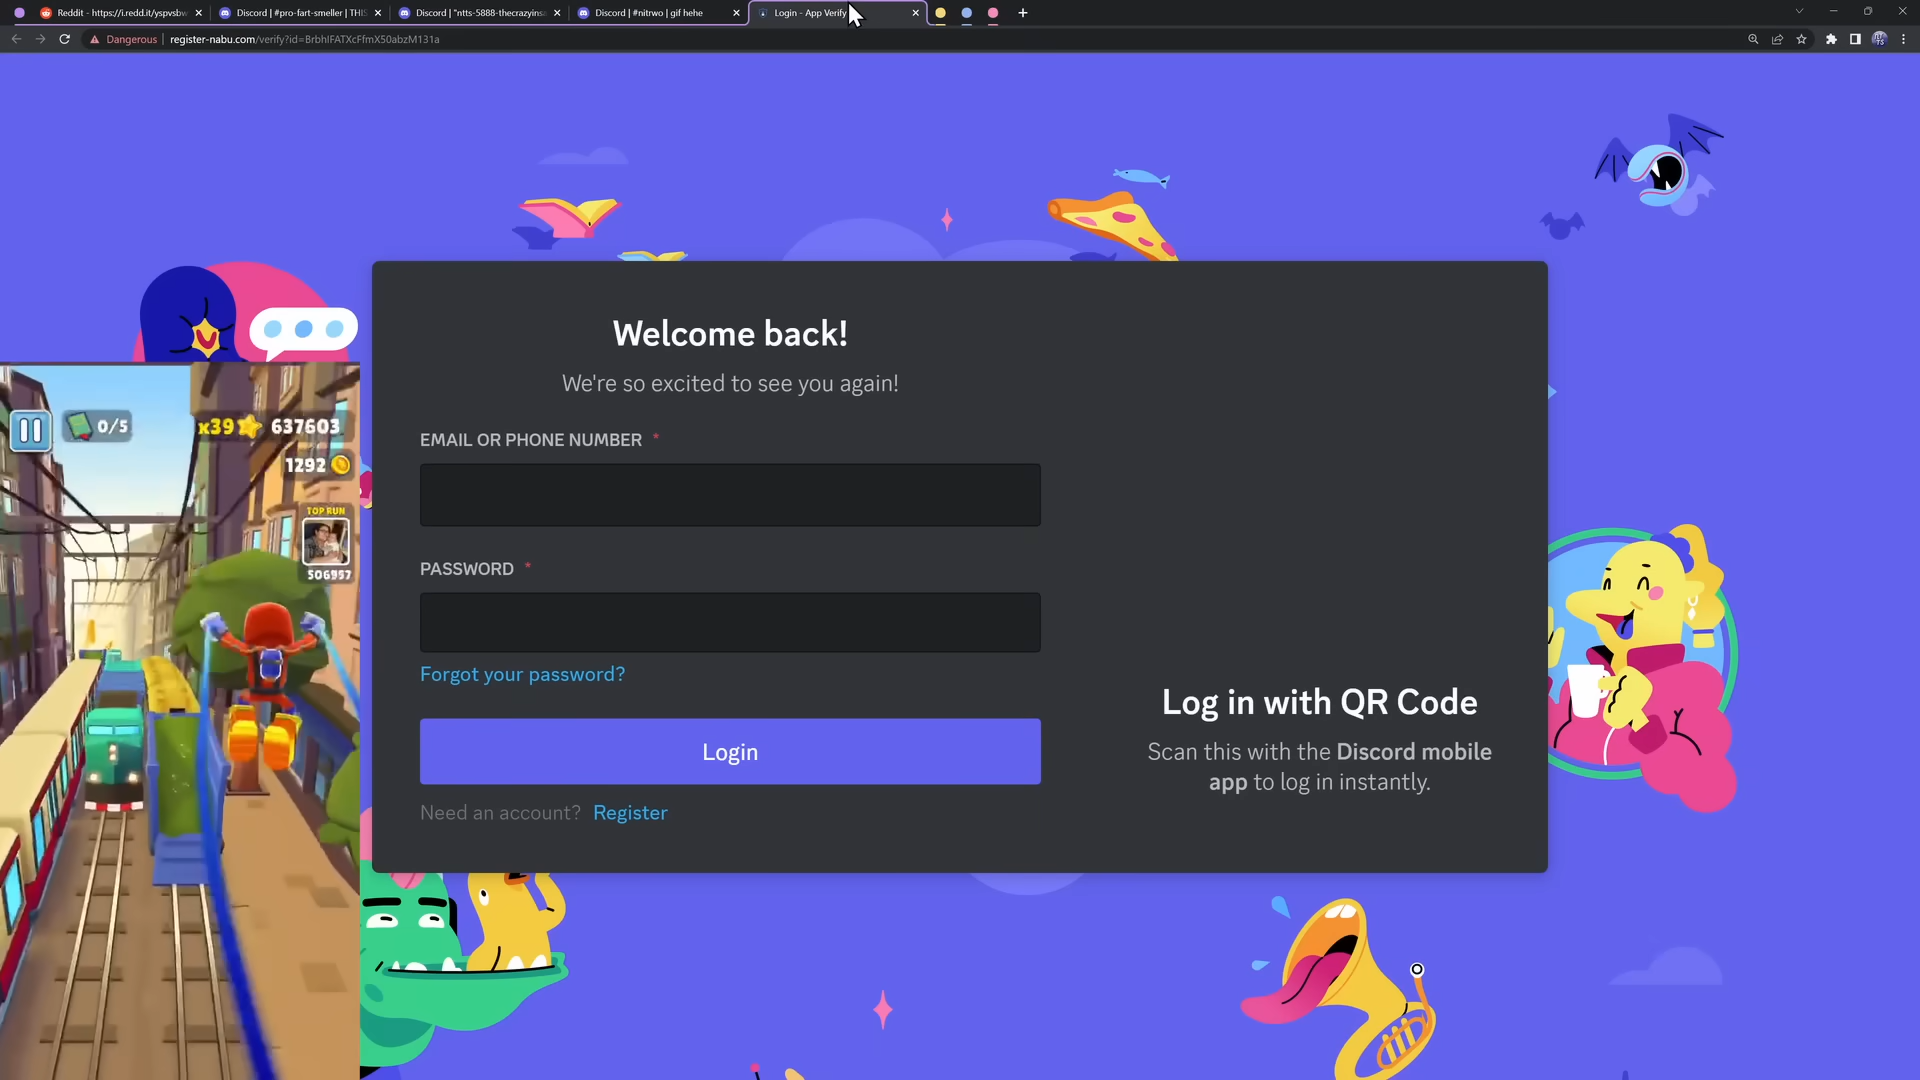 Reddit - https://i.redd.it/yspvsbw
Discord | #pro-fart-smeller | THIS
Discord | "ntts-5888-thecrazyinsa
Discord | #nitrwo | gif hehe
Login - App Verify
Dangerous
register-nabu.com/verify?id=BrbhIFATXcFfmX50abzM131a
Welcome back!
We're so excited to see you again!
EMAIL OR PHONE NUMBER *
PASSWORD *
Forgot your password?
Login
Need an account? Register
Log in with QR Code
Scan this with the Discord mobile
app to log in instantly.
0/5
x39 637603
1292
TOP RUN
506957